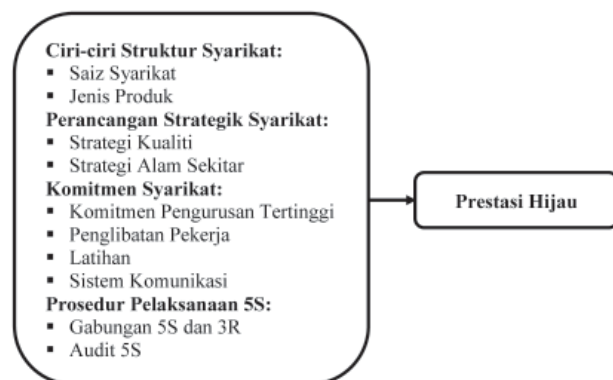 Ciri-ciri Struktur Syarikat:
▪ Saiz Syarikat
▪ Jenis Produk
Perancangan Strategik Syarikat:
▪ Strategi Kualiti
▪ Strategi Alam Sekitar
Komitmen Syarikat:
▪ Komitmen Pengurusan Tertinggi
▪ Penglibatan Pekerja
▪ Latihan
▪ Sistem Komunikasi
Prosedur Pelaksanaan 5S:
▪ Gabungan 5S dan 3R
▪ Audit 5S
Prestasi Hijau